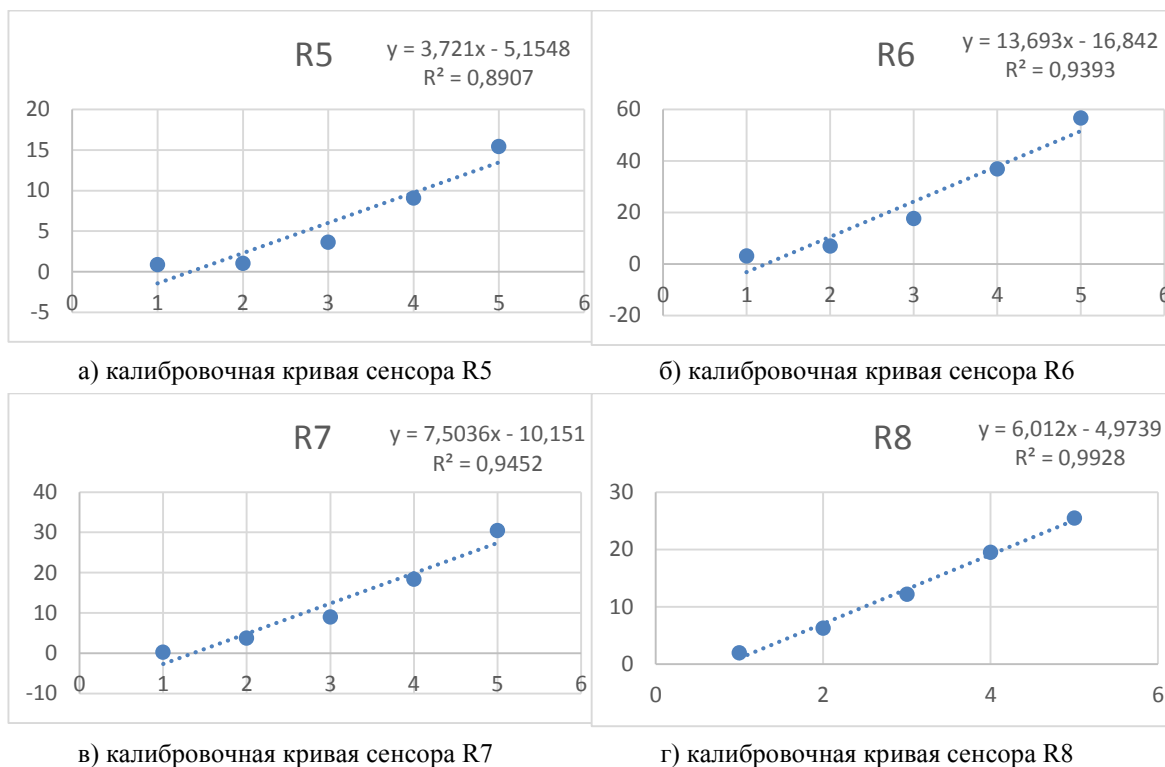 R5
y = 3,721x - 5,1548
R² = 0,8907
20
15
10
5
0
-5
0
1
2
3
4
5
6
а) калибровочная кривая сенсора R5
R6
y = 13,693x - 16,842
R² = 0,9393
60
40
20
0
-20
0
1
2
3
4
5
6
б) калибровочная кривая сенсора R6
R7
y = 7,5036x - 10,151
R² = 0,9452
40
30
20
10
0
-10
0
1
2
3
4
5
6
в) калибровочная кривая сенсора R7
R8
y = 6,012x - 4,9739
R² = 0,9928
30
20
10
0
0
2
4
6
г) калибровочная кривая сенсора R8